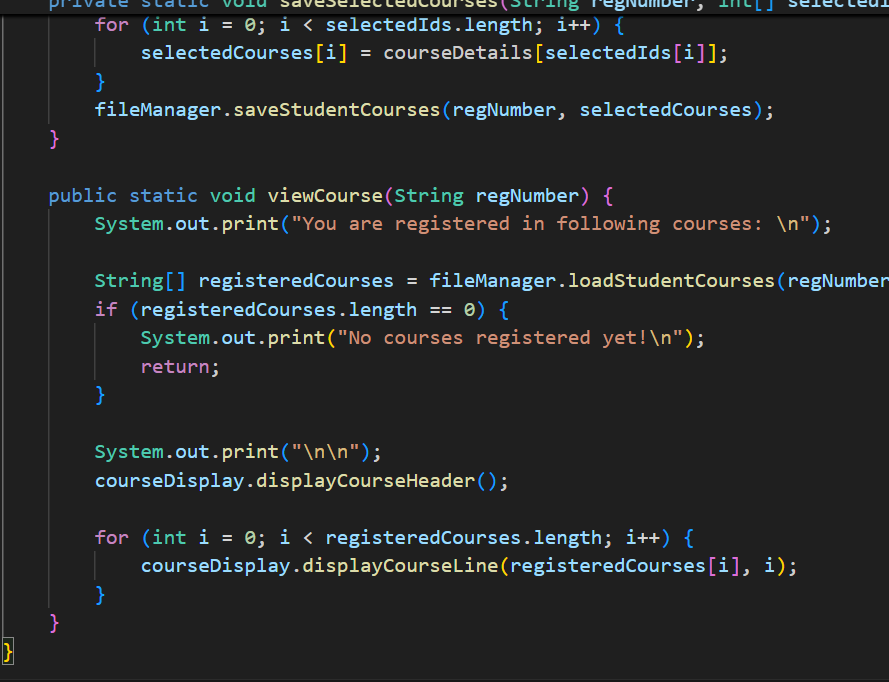 private static void saveSelectedCourses(String regNumber, int[] selectedI
for (int i = 0; i < selectedIds.length; i++) {
selectedCourses[i] = courseDetails[selectedIds[i]];
}
fileManager.saveStudentCourses(regNumber, selectedCourses);
}
public static void viewCourse(String regNumber) {
System.out.print("You are registered in following courses: \n");
String[] registeredCourses = fileManager.loadStudentCourses(regNumber
if (registeredCourses.length == 0) {
System.out.print("No courses registered yet!\n");
return;
}
System.out.print("\n\n");
courseDisplay.displayCourseHeader();
for (int i = 0; i < registeredCourses.length; i++) {
courseDisplay.displayCourseLine(registeredCourses[i], i);
}
}
}